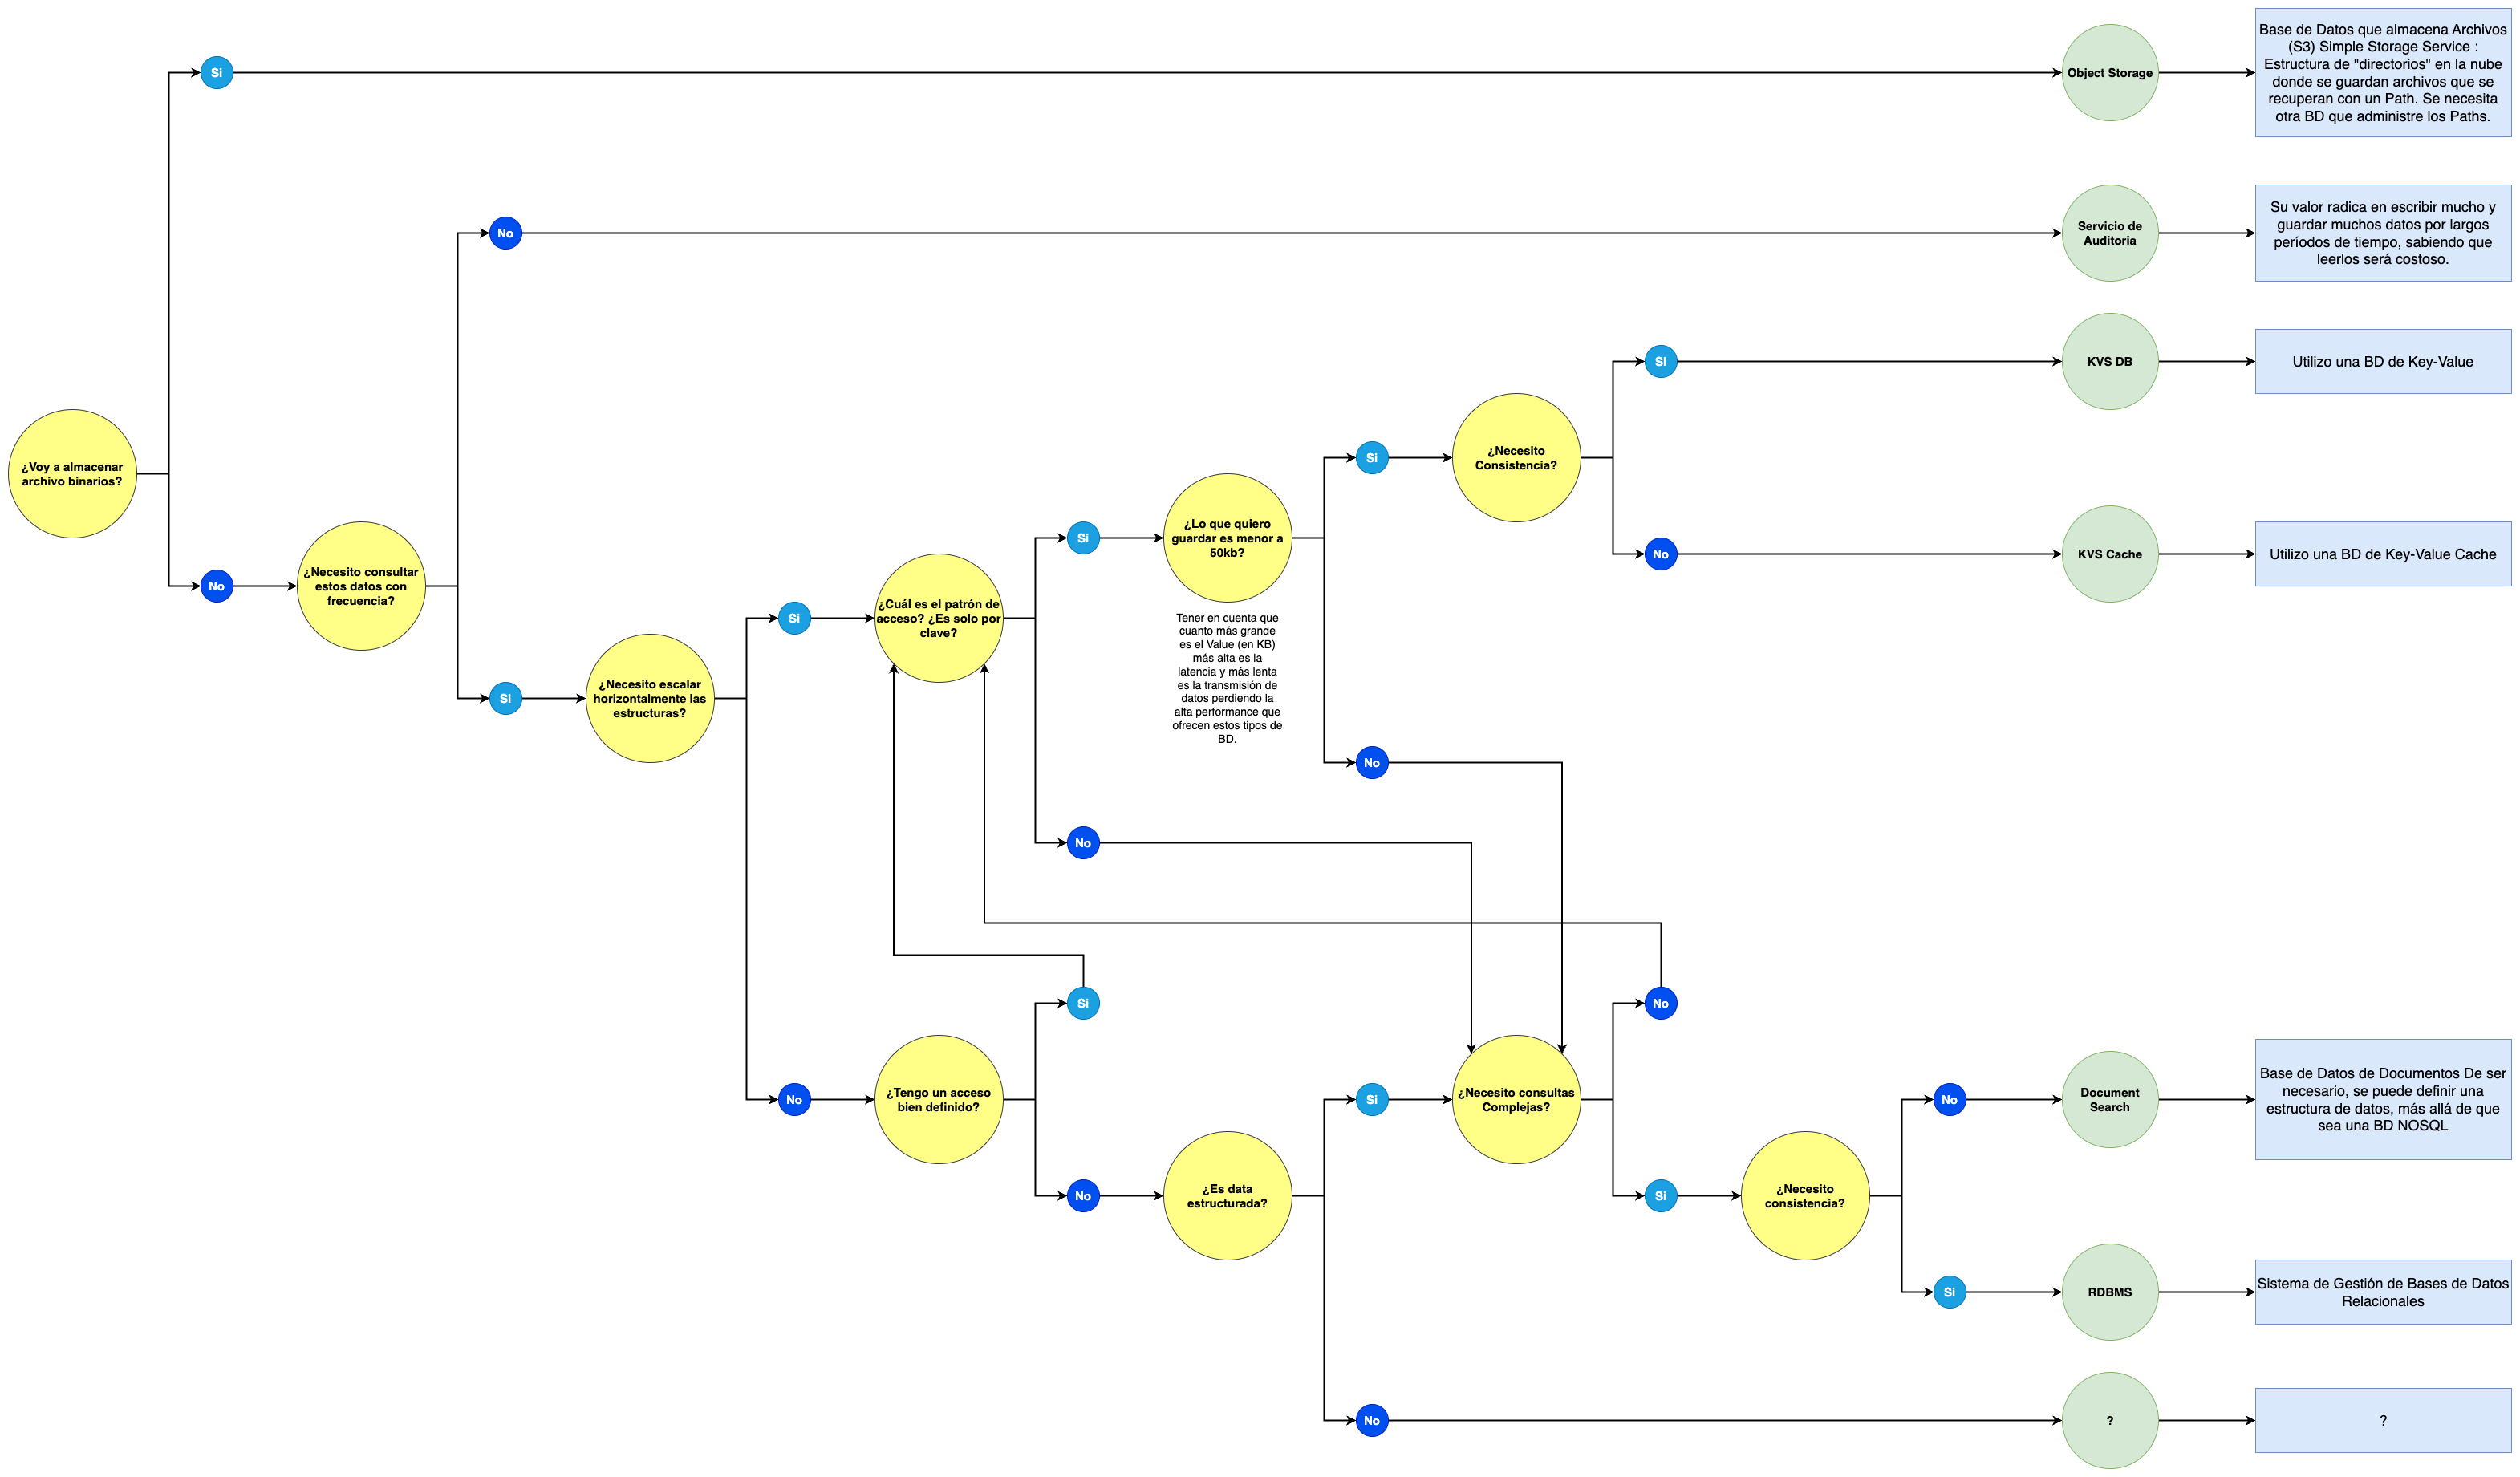 Si
Object Storage
Base de Datos que almacena Archivos
(S3) Simple Storage Service :
Estructura de "directorios" en la nube
donde se guardan archivos que se
recuperan con un Path. Se necesita
otra BD que administre los Paths.
No
Servicio de
Auditoria
Su valor radica en escribir mucho y
guardar muchos datos por largos
períodos de tiempo, sabiendo que
leerlos será costoso.
Si
KVS DB
Utilizo una BD de Key-Value
¿Voy a almacenar
archivo binarios?
Si
¿Necesito
Consistencia?
No
¿Necesito consultar
estos datos con
frecuencia?
Si
¿Lo que quiero
guardar es menor a
50kb?
No
KVS Cache
Utilizo una BD de Key-Value Cache
Si
¿Cuál es el patrón de
acceso? ¿Es solo por
clave?
Tener en cuenta que
cuanto más grande
es el Value (en KB)
más alta es la
latencia y más lenta
es la transmisión de
datos perdiendo la
alta performance que
ofrecen estos tipos de
BD.
Si
¿Necesito escalar
horizontalmente las
estructuras?
No
No
Si
No
No
¿Tengo un acceso
bien definido?
Si
¿Necesito consultas
Complejas?
No
Document
Search
Base de Datos de Documentos De ser
necesario, se puede definir una
estructura de datos, más allá de que
sea una BD NOSQL
No
¿Es data
estructurada?
Si
¿Necesito
consistencia?
Si
RDBMS
Sistema de Gestión de Bases de Datos
Relacionales
No
?
?